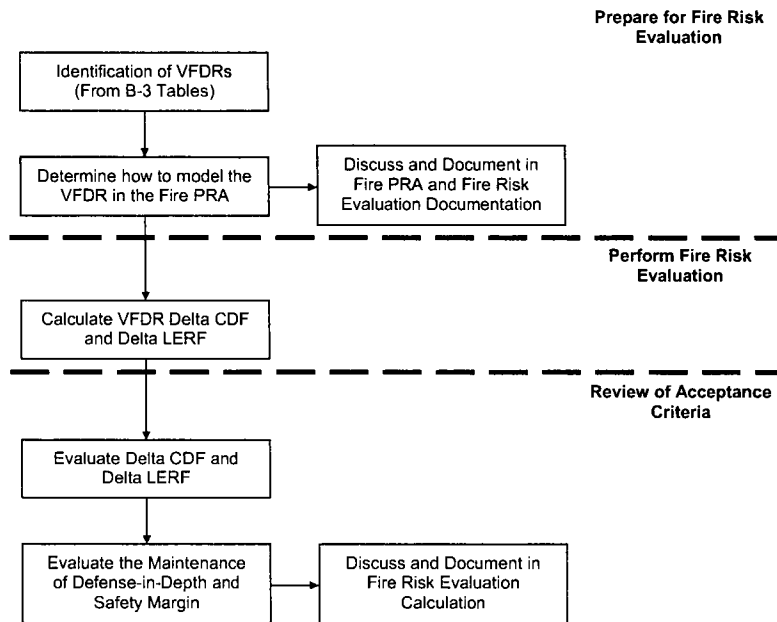 Prepare for Fire Risk
Evaluation
Identification of VFDRs
(From B-3 Tables)
Determine how to model the
VFDR in the Fire PRA
Discuss and Document in
Fire PRA and Fire Risk
Evaluation Documentation
Perform Fire Risk
Evaluation
Calculate VFDR Delta CDF
and Delta LERF
Review of Acceptance
Criteria
Evaluate Delta CDF and
Delta LERF
Evaluate the Maintenance
of Defense-in-Depth and
Safety Margin
Discuss and Document in
Fire Risk Evaluation
Calculation